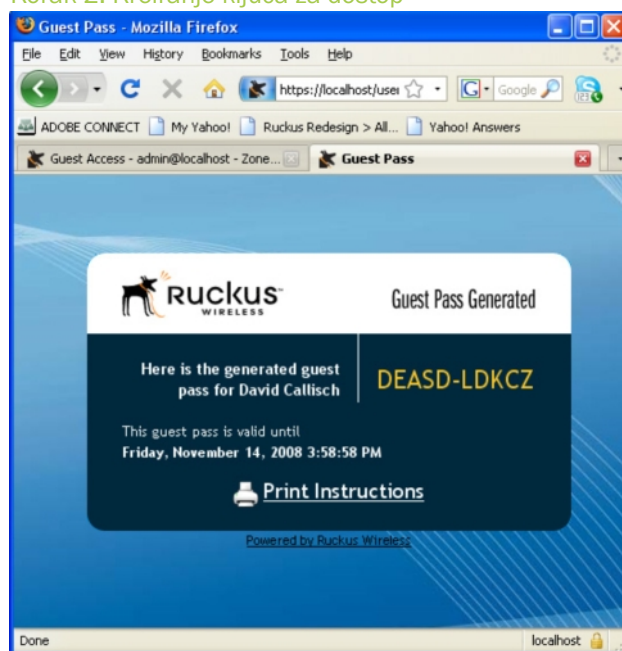 Korak 2: Kreiranje ključa za dostop
Guest Pass - Mozilla Firefox
File Edit View History Bookmarks Tools Help
https://localhost/user
Google
ADOBE CONNECT My Yahoo! Ruckus Redesign > All... Yahoo! Answers
Guest Access - admin@localhost - Zone...
Guest Pass
RUCKUS™
WIRELESS
Guest Pass Generated
Here is the generated guest
pass for David Callisch
DEASD-LDKCZ
This guest pass is valid until
Friday, November 14, 2008 3:58:58 PM
Print Instructions
Powered by Ruckus Wireless
Done
localhost